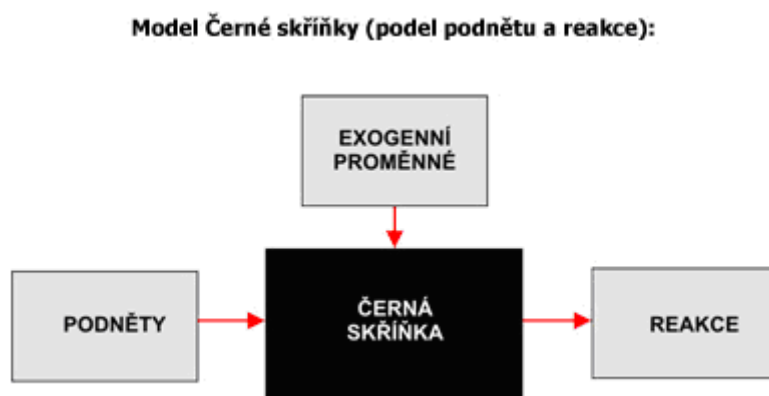 Model Černé skříňky (podel podnětu a reakce):
EXOGENNÍ
PROMĚNNÉ
PODNĚTY
ČERNÁ
SKŘÍŇKA
REAKCE